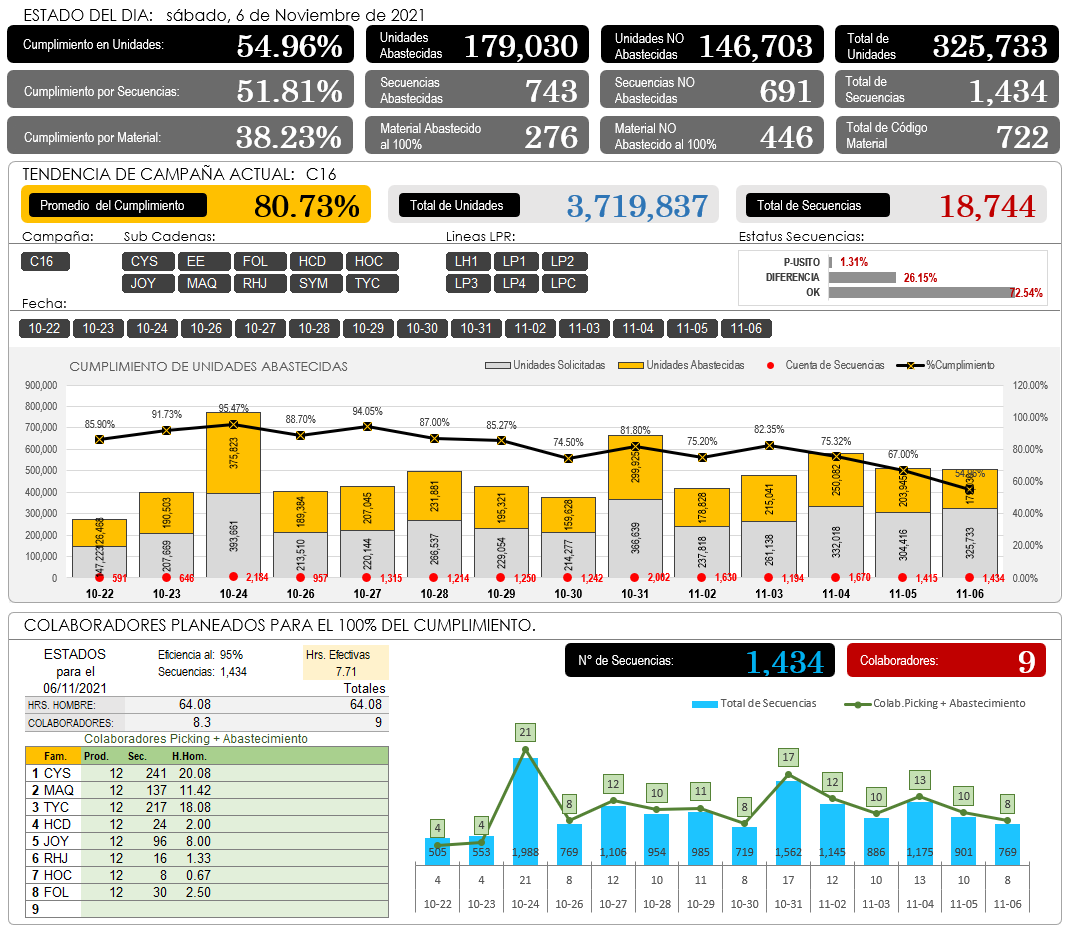 ESTADO DEL DIA: sábado, 6 de Noviembre de 2021
Cumplimiento en Unidades: 54.96%
Unidades Abastecidas 179,030
Unidades NO Abastecidas 146,703
Total de Unidades 325,733
Cumplimiento por Secuencias: 51.81%
Secuencias Abastecidas 743
Secuencias NO Abastecidas 691
Total de Secuencias 1,434
Cumplimiento por Material: 38.23%
Material Abastecido al 100% 276
Material NO Abastecido al 100% 446
Total de Código Material 722
TENDENCIA DE CAMPAÑA ACTUAL: C16
Promedio del Cumplimiento 80.73%
Total de Unidades 3,719,837
Total de Secuencias 18,744
Campaña: Sub Cadenas: Lineas LPR: Estatus Secuencias:
C16 CYS EE FOL HCD HOC LH1 LP1 LP2
JOY MAQ RHJ SYM TYC LP3 LP4 LPC
P-USITO 1.31%
DIFERENCIA 26.15%
OK 72.54%
Fecha:
10-22 10-23 10-24 10-26 10-27 10-28 10-29 10-30 10-31 11-02 11-03 11-04 11-05 11-06
CUMPLIMIENTO DE UNIDADES ABASTECIDAS
Unidades Solicitadas Unidades Abastecidas Cuenta de Secuencias %Cumplimiento
900,000
800,000
700,000
600,000
500,000
400,000
300,000
200,000
100,000
0
120.00%
100.00%
80.00%
60.00%
40.00%
20.00%
0.00%
85.90% 91.73% 95.47% 88.70% 94.05% 87.00% 85.27% 74.50% 81.80% 75.20% 82.35% 75.32% 67.00% 54.96%
126,468 190,503 375,823 189,384 207,045 231,881 195,321 159,628 299,925 178,828 215,041 250,082 203,945
147,223 207,669 393,661 213,510 220,144 266,537 229,054 214,277 366,639 237,818 261,138 332,018 304,416 325,733
591 646 2,184 957 1,315 1,214 1,250 1,242 2,002 1,630 1,194 1,670 1,415 1,434
10-22 10-23 10-24 10-26 10-27 10-28 10-29 10-30 10-31 11-02 11-03 11-04 11-05 11-06
COLABORADORES PLANEADOS PARA EL 100% DEL CUMPLIMIENTO.
ESTADOS para el 06/11/2021
Eficiencia al: 95%
Secuencias: 1,434
Hrs. Efectivas
7.71
Totales
HRS. HOMBRE: 64.08 64.08
COLABORADORES: 8.3 9
Colaboradores Picking + Abastecimiento
Fam. Prod. Sec. H.Hom.
1 CYS 12 241 20.08
2 MAQ 12 137 11.42
3 TYC 12 217 18.08
4 HCD 12 24 2.00
5 JOY 12 96 8.00
6 RHJ 12 16 1.33
7 HOC 12 8 0.67
8 FOL 12 30 2.50
9
N° de Secuencias: 1,434
Colaboradores: 9
Total de Secuencias Colab.Picking + Abastecimiento
4 4 21 8 12 10 11 8 17 12 10 13 10 8
505 553 1,988 769 1,106 954 985 719 1,562 1,145 886 1,175 901 769
4 4 21 8 12 10 11 8 17 12 10 13 10 8
10-22 10-23 10-24 10-26 10-27 10-28 10-29 10-30 10-31 11-02 11-03 11-04 11-05 11-06